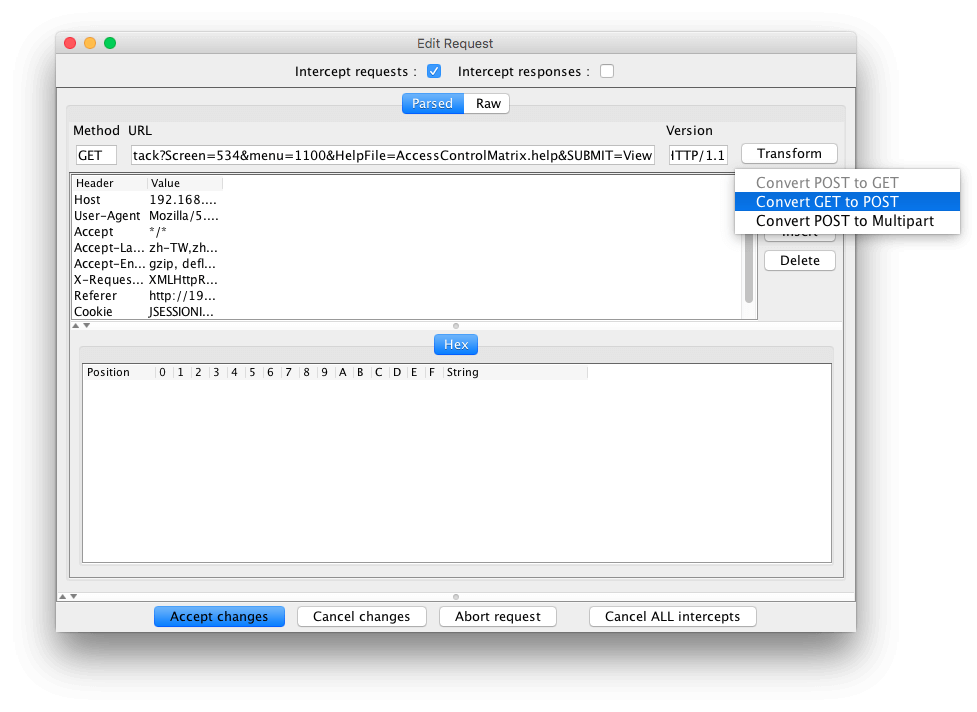 Edit Request
Intercept requests : Intercept responses :
Parsed Raw
Method URL Version
GET tack?Screen=534&menu=1100&HelpFile=AccessControlMatrix.help&SUBMIT=View HTTP/1.1 Transform
Convert POST to GET
Convert GET to POST
Convert POST to Multipart
Header Value
Host 192.168....
User-Agent Mozilla/5....
Accept */*
Accept-La... zh-TW,zh...
Accept-En... gzip, defl...
X-Reques... XMLHttpR...
Referer http://19...
Cookie JSESSIONI...
Insert
Delete
Hex
Position 0 1 2 3 4 5 6 7 8 9 A B C D E F String
Accept changes Cancel changes Abort request Cancel ALL intercepts